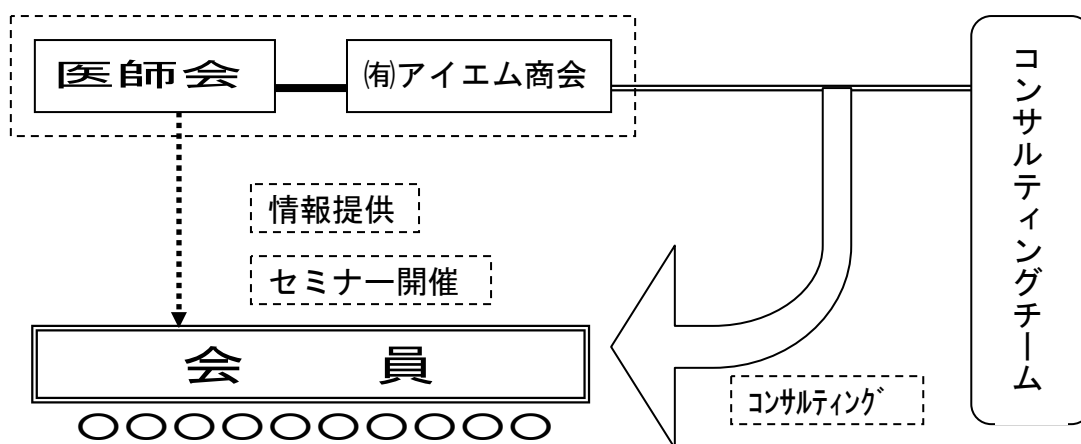 医師会
㈲アイエム商会
コンサルティングチーム
情報提供
セミナー開催
会 員
コンサルティング